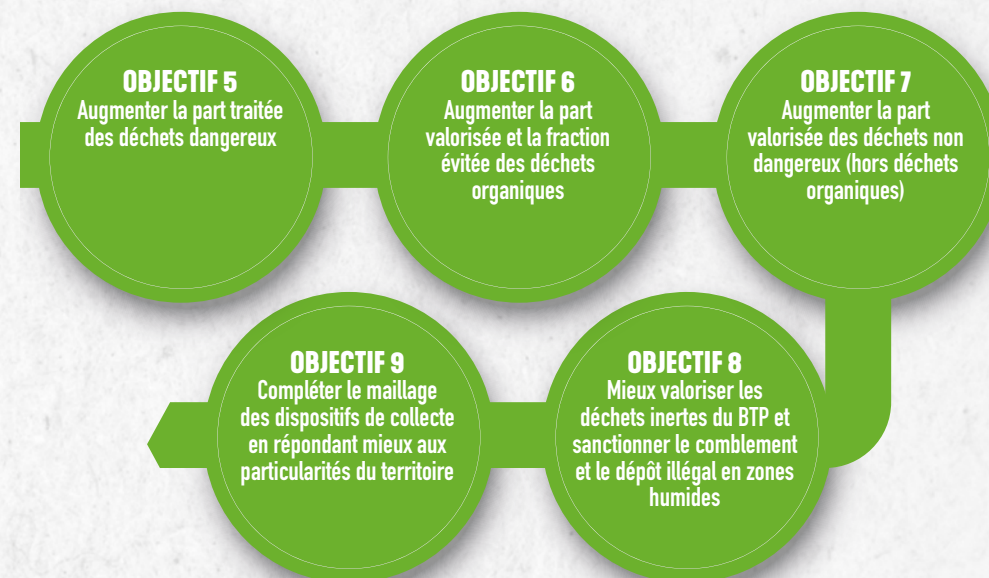 OBJECTIF 5
Augmenter la part traitée
des déchets dangereux
OBJECTIF 6
Augmenter la part
valorisée et la fraction
évitée des déchets
organiques
OBJECTIF 7
Augmenter la part
valorisée des déchets non
dangereux (hors déchets
organiques)
OBJECTIF 8
Mieux valoriser les
déchets inertes du BTP et
sanctionner le comblement
et le dépôt illégal en zones
humides
OBJECTIF 9
Compléter le maillage
des dispositifs de collecte
en répondant mieux aux
particularités du territoire